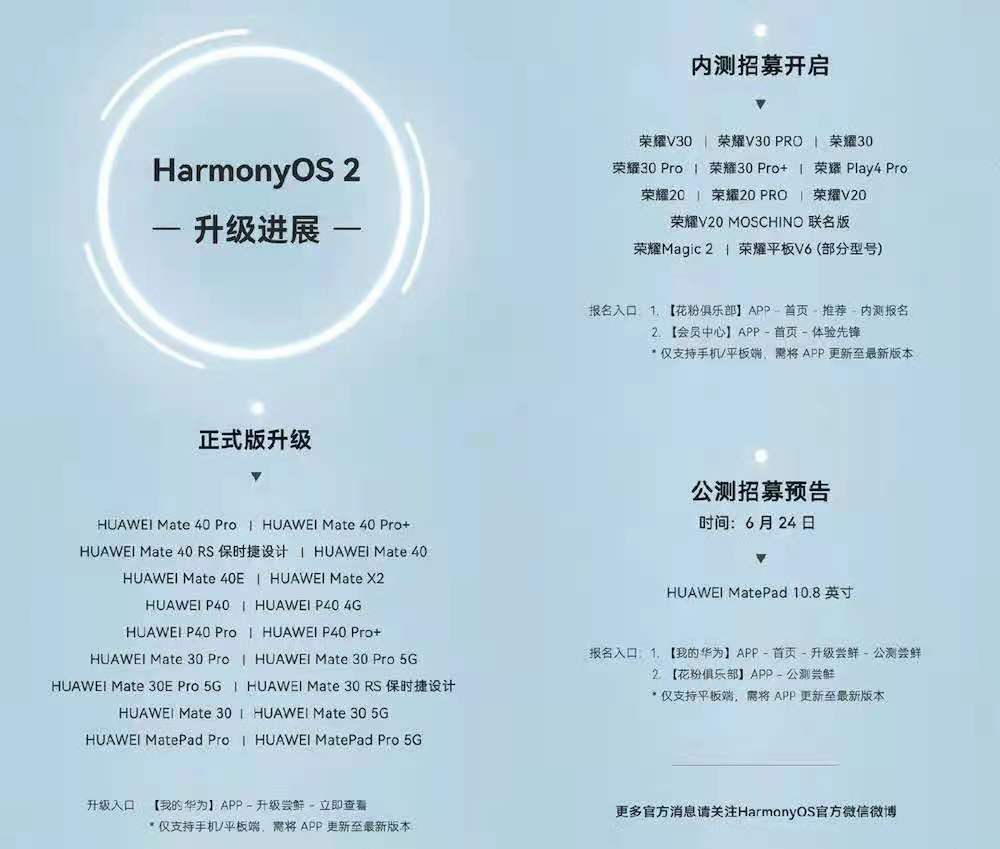 HarmonyOS 2
— 升级进展 —
正式版升级
HUAWEI Mate 40 Pro | HUAWEI Mate 40 Pro+
HUAWEI Mate 40 RS 保时捷设计 | HUAWEI Mate 40
HUAWEI Mate 40E | HUAWEI Mate X2
HUAWEI P40 | HUAWEI P40 4G
HUAWEI P40 Pro | HUAWEI P40 Pro+
HUAWEI Mate 30 Pro | HUAWEI Mate 30 Pro 5G
HUAWEI Mate 30E Pro 5G | HUAWEI Mate 30 RS 保时捷设计
HUAWEI Mate 30 | HUAWEI Mate 30 5G
HUAWEI MatePad Pro | HUAWEI MatePad Pro 5G
升级入口 【我的华为】APP - 升级尝鲜 - 立即查看
* 仅支持手机/平板端，需将 APP 更新至最新版本
内测招募开启
荣耀V30 | 荣耀V30 PRO | 荣耀30
荣耀30 Pro | 荣耀30 Pro+ | 荣耀 Play4 Pro
荣耀20 | 荣耀20 PRO | 荣耀V20
荣耀V20 MOSCHINO 联名版
荣耀Magic 2 | 荣耀平板V6 (部分型号)
报名入口：1. 【花粉俱乐部】APP - 首页 - 推荐 - 内测报名
2. 【会员中心】APP - 首页 - 体验先锋
* 仅支持手机/平板端，需将 APP 更新至最新版本
公测招募预告
时间：6 月 24 日
HUAWEI MatePad 10.8 英寸
报名入口：1. 【我的华为】APP - 首页 - 升级尝鲜 - 公测尝鲜
2. 【花粉俱乐部】APP - 公测尝鲜
* 仅支持平板端，需将 APP 更新至最新版本
更多官方消息请关注HarmonyOS官方微信微博